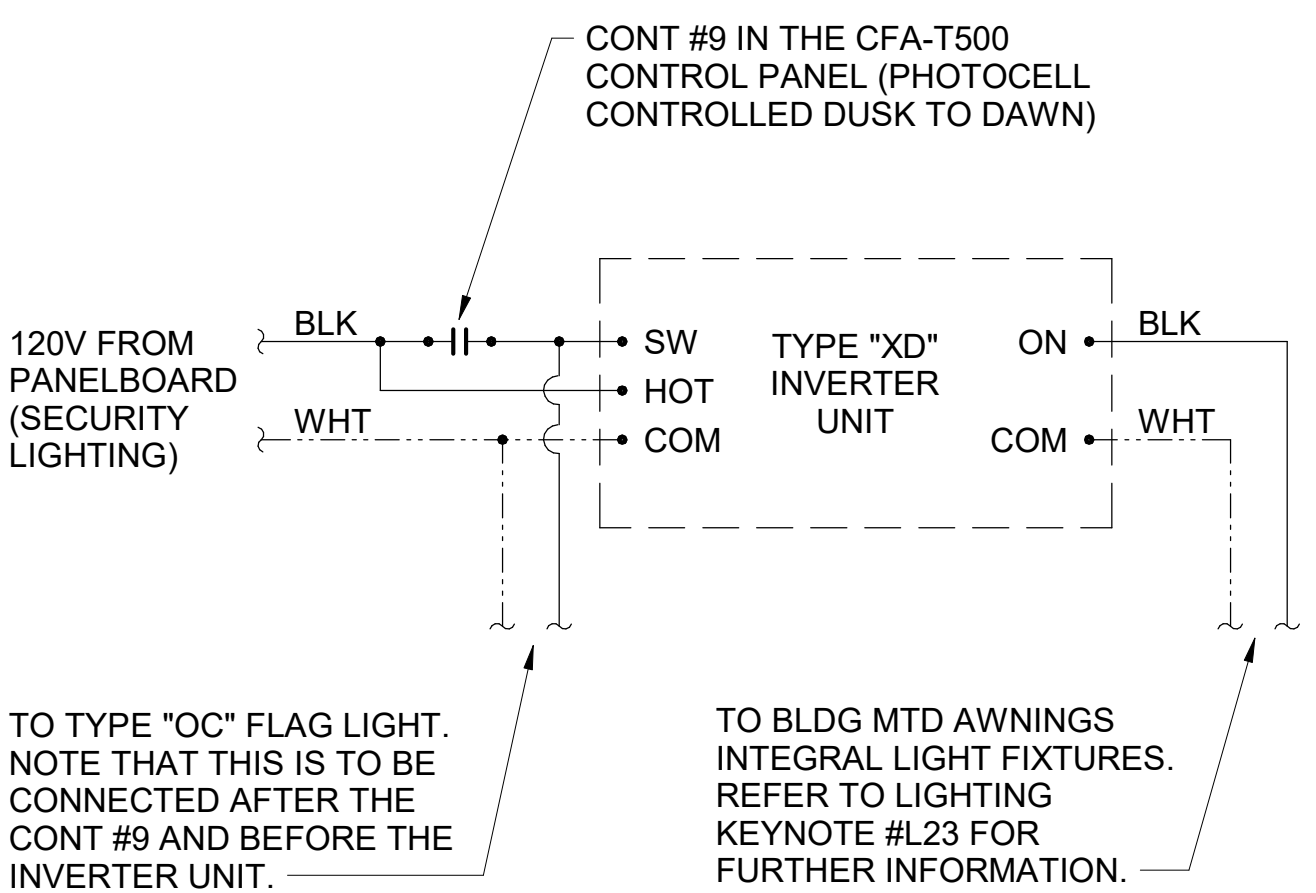 CONT #9 IN THE CFA-T500
CONTROL PANEL (PHOTOCELL
CONTROLLED DUSK TO DAWN)
120V FROM
PANELBOARD
(SECURITY
LIGHTING)
BLK
WHT
SW
HOT
COM
TYPE "XD"
INVERTER
UNIT
ON
COM
BLK
WHT
TO TYPE "OC" FLAG LIGHT.
NOTE THAT THIS IS TO BE
CONNECTED AFTER THE
CONT #9 AND BEFORE THE
INVERTER UNIT.
TO BLDG MTD AWNINGS
INTEGRAL LIGHT FIXTURES.
REFER TO LIGHTING
KEYNOTE #L23 FOR
FURTHER INFORMATION.